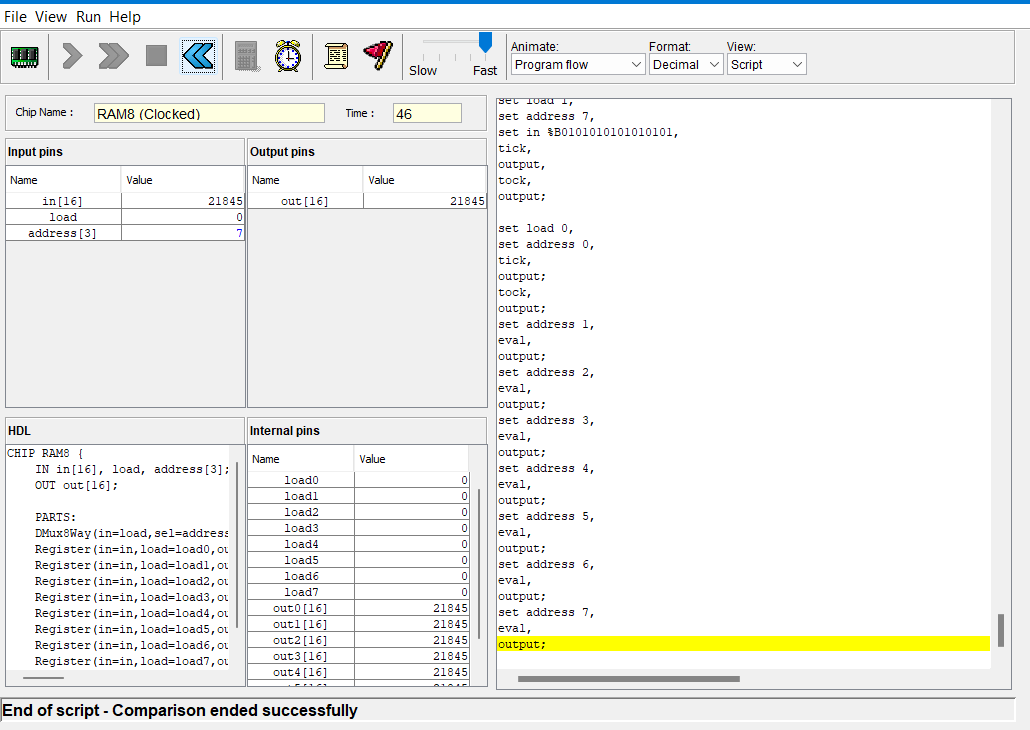 File View Run Help
Slow Fast
Animate: Format: View:
Program flow Decimal Script
Chip Name : RAM8 (Clocked) Time : 46
Input pins
Name Value
in[16] 21845
load 0
address[3] 7
Output pins
Name Value
out[16] 21845
HDL
CHIP RAM8 {
IN in[16], load, address[3];
OUT out[16];
PARTS:
DMux8Way(in=load,sel=address
Register(in=in,load=load0,ou
Register(in=in,load=load1,ou
Register(in=in,load=load2,ou
Register(in=in,load=load3,ou
Register(in=in,load=load4,ou
Register(in=in,load=load5,ou
Register(in=in,load=load6,ou
Register(in=in,load=load7,ou
Internal pins
Name Value
load0 0
load1 0
load2 0
load3 0
load4 0
load5 0
load6 0
load7 0
out0[16] 21845
out1[16] 21845
out2[16] 21845
out3[16] 21845
out4[16] 21845
set load 1,
set address 7,
set in %B0101010101010101,
tick,
output,
tock,
output;
set load 0,
set address 0,
tick,
output;
tock,
output;
set address 1,
eval,
output;
set address 2,
eval,
output;
set address 3,
eval,
output;
set address 4,
eval,
output;
set address 5,
eval,
output;
set address 6,
eval,
output;
set address 7,
eval,
output;
End of script - Comparison ended successfully